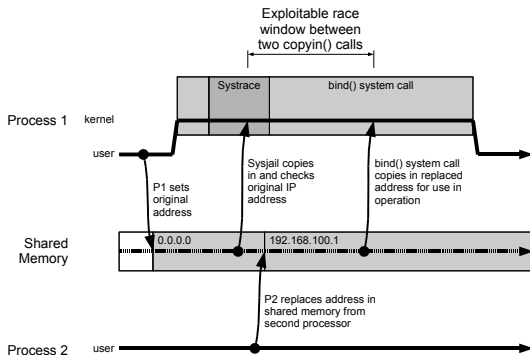 Exploitable race
window between
two copyin() calls
Systrace
bind() system call
Process 1
kernel
user
P1 sets
original
address
Sysjail copies
in and checks
original IP
address
bind() system call
copies in replaced
address for use in
operation
Shared
Memory
0.0.0.0
192.168.100.1
P2 replaces address in
shared memory from
second processor
Process 2
user